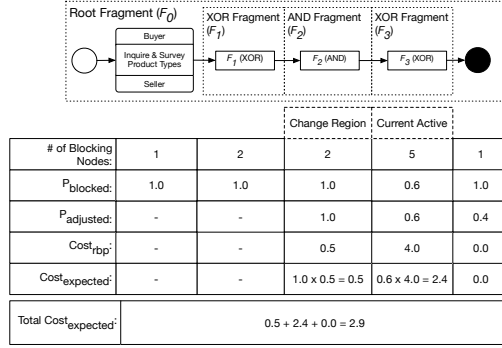 Root Fragment (F0)
XOR Fragment
(F1)
AND Fragment
(F2)
XOR Fragment
(F3)
Buyer
Inquire & Survey
Product Types
Seller
F1 (XOR)
F2 (AND)
F3 (XOR)
Change Region
Current Active
# of Blocking
Nodes:
1
2
2
5
1
Pblocked:
1.0
1.0
1.0
0.6
1.0
Padjusted:
-
-
1.0
0.6
0.4
Costrbp:
-
-
0.5
4.0
0.0
Costexpected:
-
-
1.0 x 0.5 = 0.5
0.6 x 4.0 = 2.4
0.0
Total Costexpected:
0.5 + 2.4 + 0.0 = 2.9